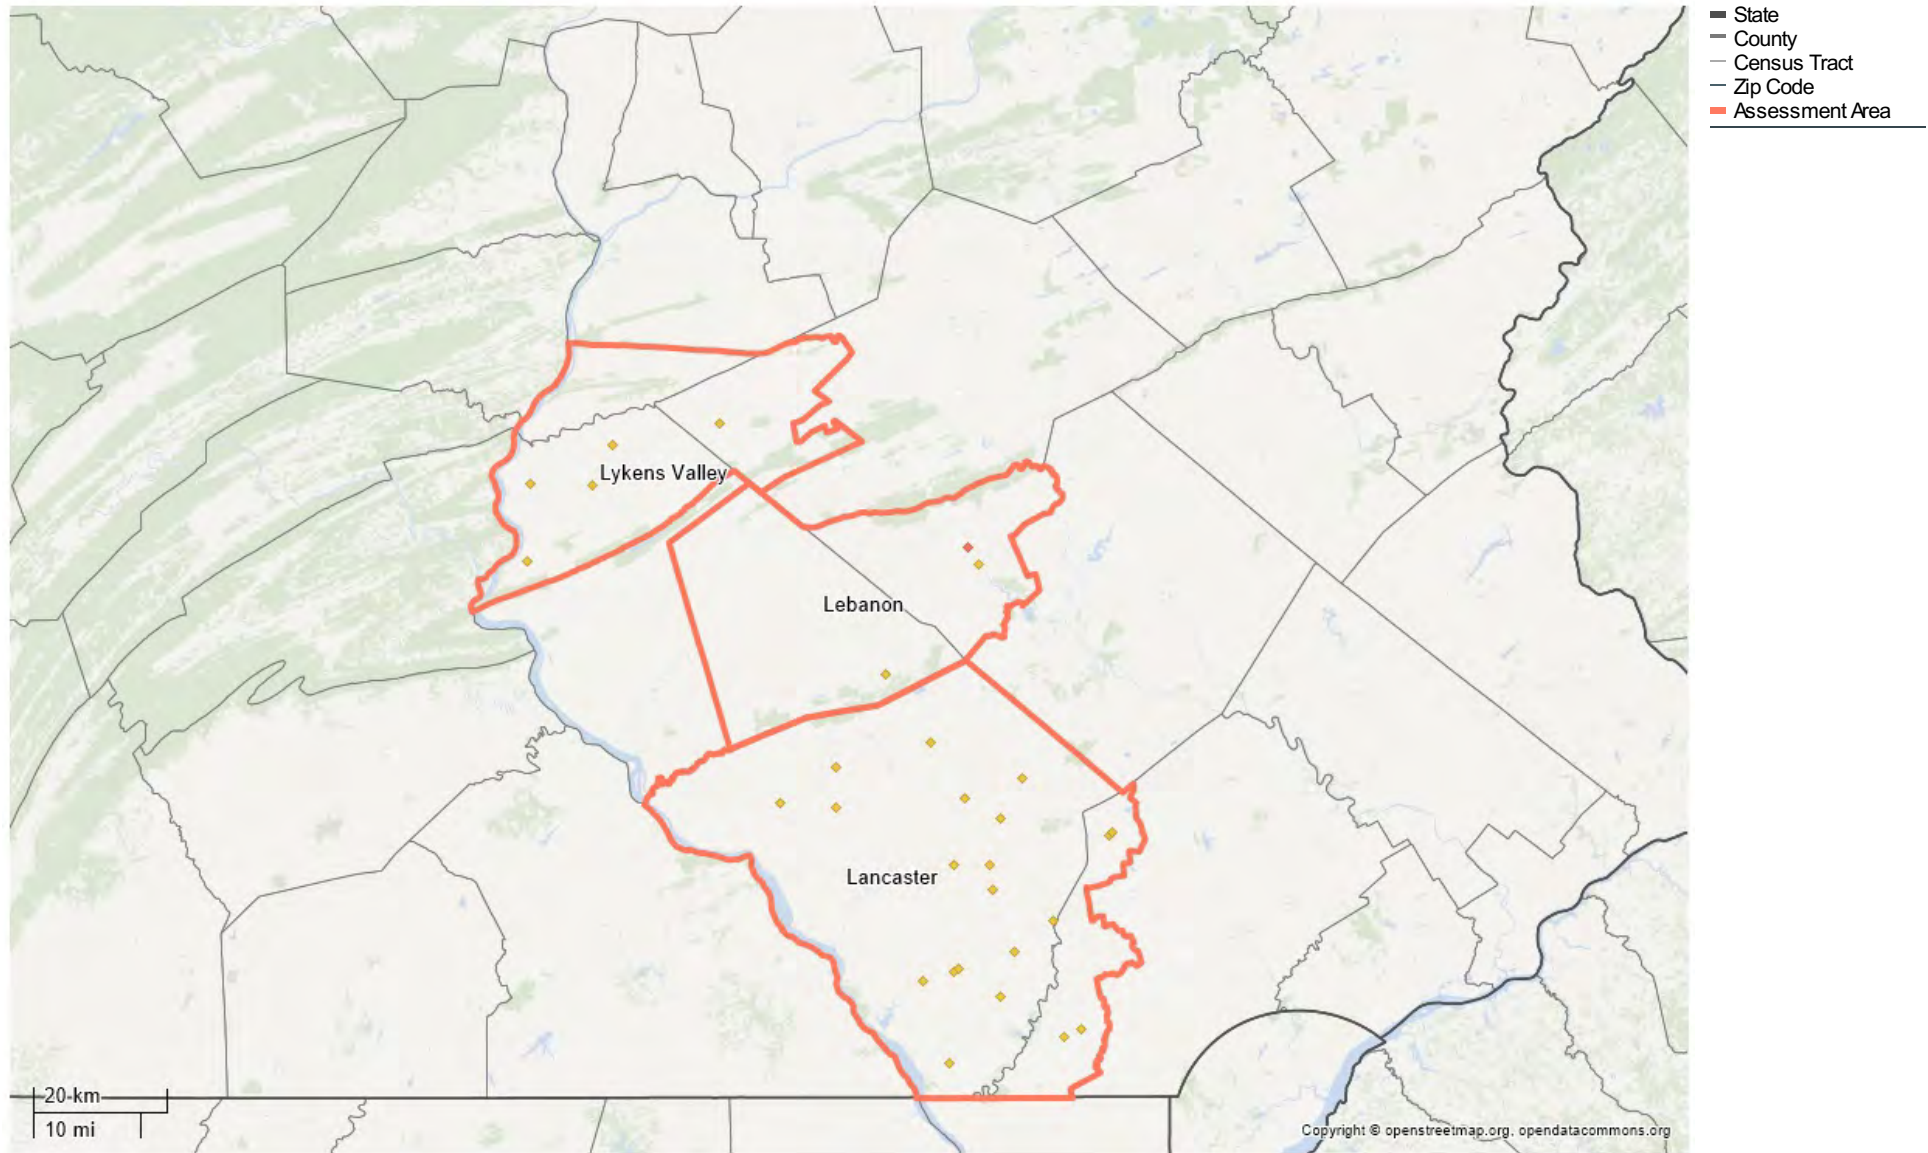 State
County
Census Tract
Zip Code
Assessment Area
Lykens Valley
Lebanon
Lancaster
20 km
10 mi
Copyright © openstreetmap.org, opendatacommons.org